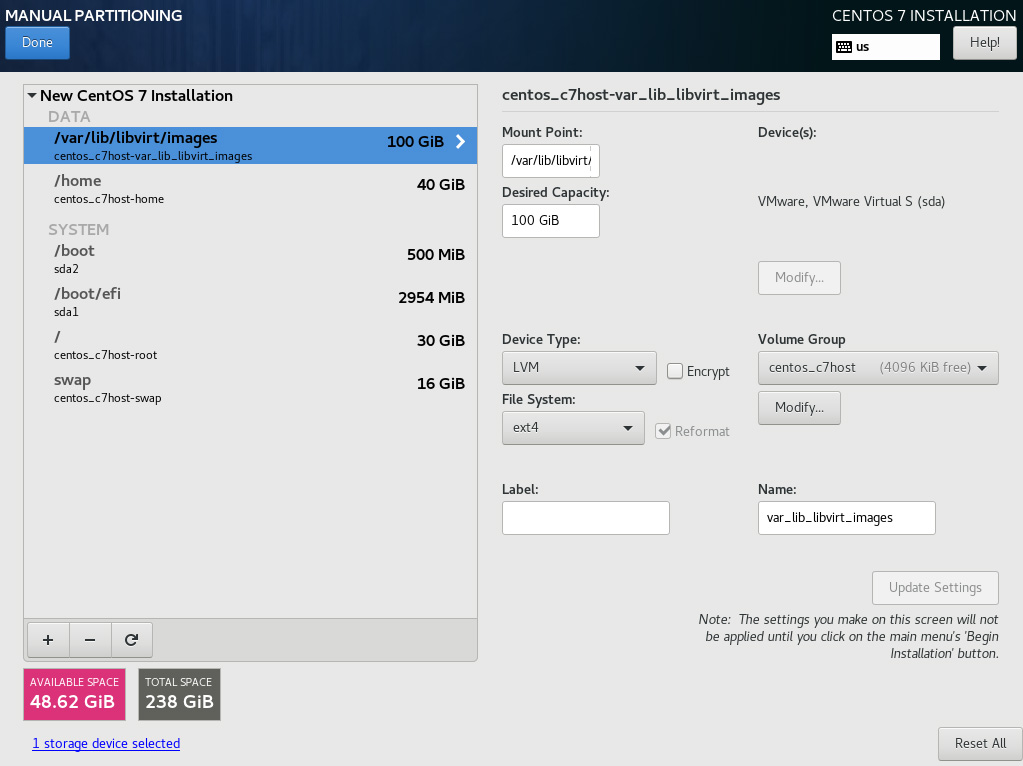 MANUAL PARTITIONING
CENTOS 7 INSTALLATION
Done
us
Help!
New CentOS 7 Installation
DATA
/var/lib/libvirt/images
100 GiB
centos_c7host-var_lib_libvirt_images
/home
40 GiB
centos_c7host-home
SYSTEM
/boot
500 MiB
sda2
/boot/efi
2954 MiB
sda1
/
30 GiB
centos_c7host-root
swap
16 GiB
centos_c7host-swap
+ −
AVAILABLE SPACE
48.62 GiB
TOTAL SPACE
238 GiB
1 storage device selected
centos_c7host-var_lib_libvirt_images
Mount Point:
/var/lib/libvirt/
Desired Capacity:
100 GiB
Device(s):
VMware, VMware Virtual S (sda)
Modify...
Device Type:
LVM
Encrypt
Volume Group
centos_c7host (4096 KiB free)
Modify...
File System:
ext4
Reformat
Label:
Name:
var_lib_libvirt_images
Update Settings
Note: The settings you make on this screen will not
be applied until you click on the main menu's 'Begin
Installation' button.
Reset All